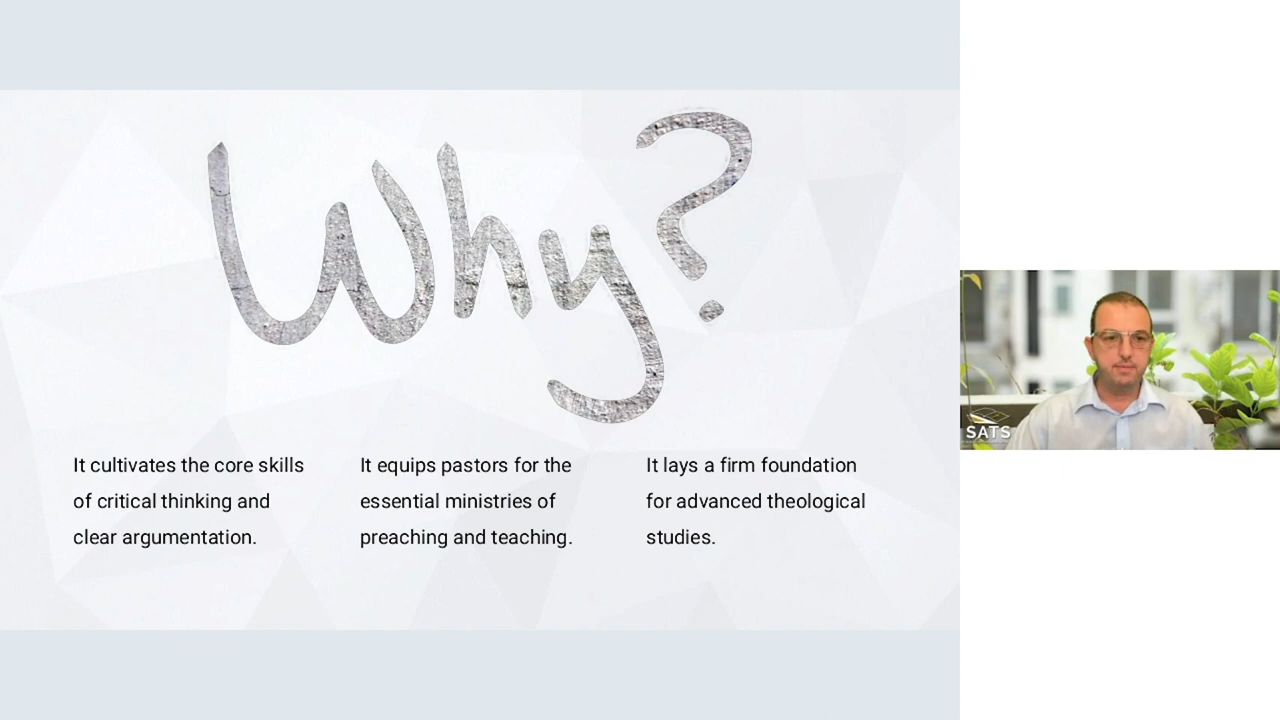 Why?
It cultivates the core skills
of critical thinking and
clear argumentation.
It equips pastors for the
essential ministries of
preaching and teaching.
It lays a firm foundation
for advanced theological
studies.
SATS